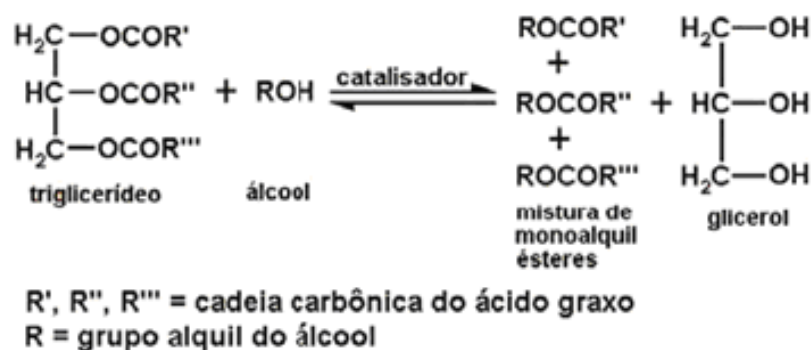 H₂C—OCOR'
HC—OCOR" + ROH
H₂C—OCOR'''
triglicerídeo
álcool
catalisador
ROCOR'
+
ROCOR"
+
ROCOR'''
mistura de
monoalquil
ésteres
+
H₂C—OH
HC—OH
H₂C—OH
glicerol
R', R", R''' = cadeia carbônica do ácido graxo
R = grupo alquil do álcool